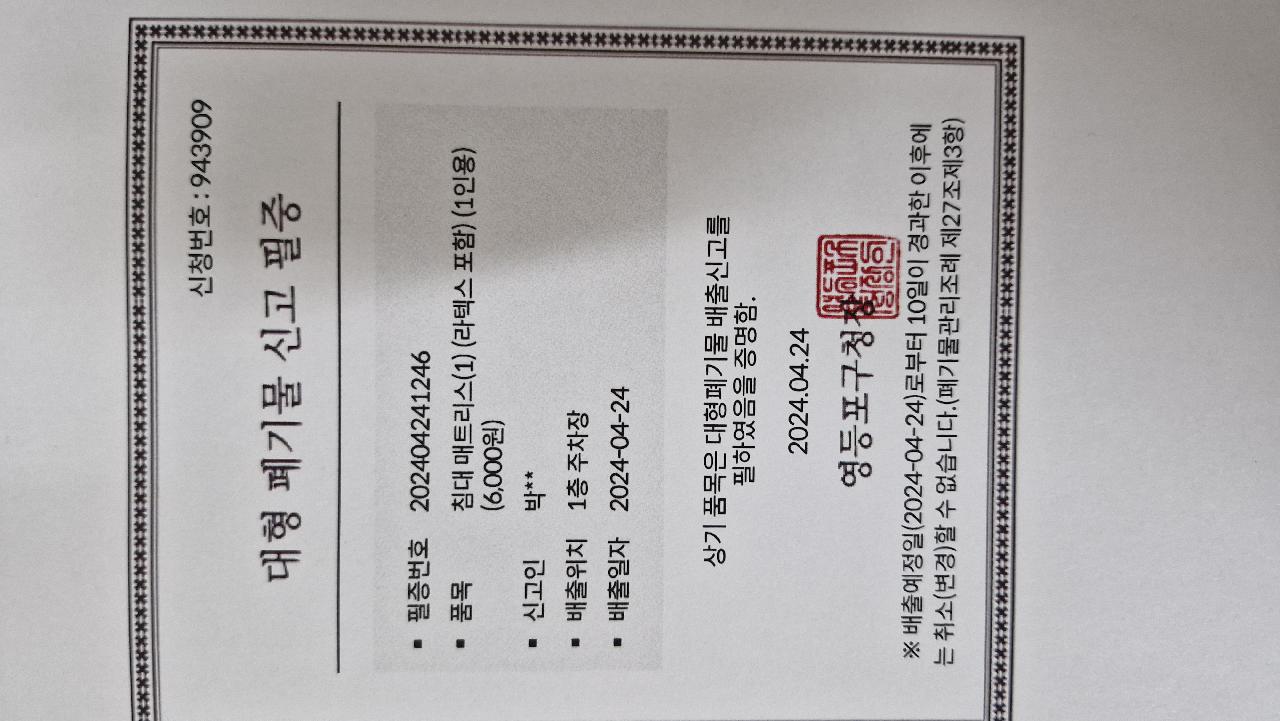 신청번호 : 943909
대형 폐기물 신고 필증
▪ 필증번호 202404241246
▪ 품목 침대 매트리스(1) (라텍스 포함) (1인용)
(6,000원)
▪ 신고인 박**
▪ 배출위치 1층 주차장
▪ 배출일자 2024-04-24
상기 품목은 대형폐기물 배출신고를
필하였음을 증명함.
2024.04.24
영등포구청장
※ 배출예정일(2024-04-24)로부터 10일이 경과한 이후에
는 취소(변경)할 수 없습니다.(폐기물관리조례 제27조제3항)